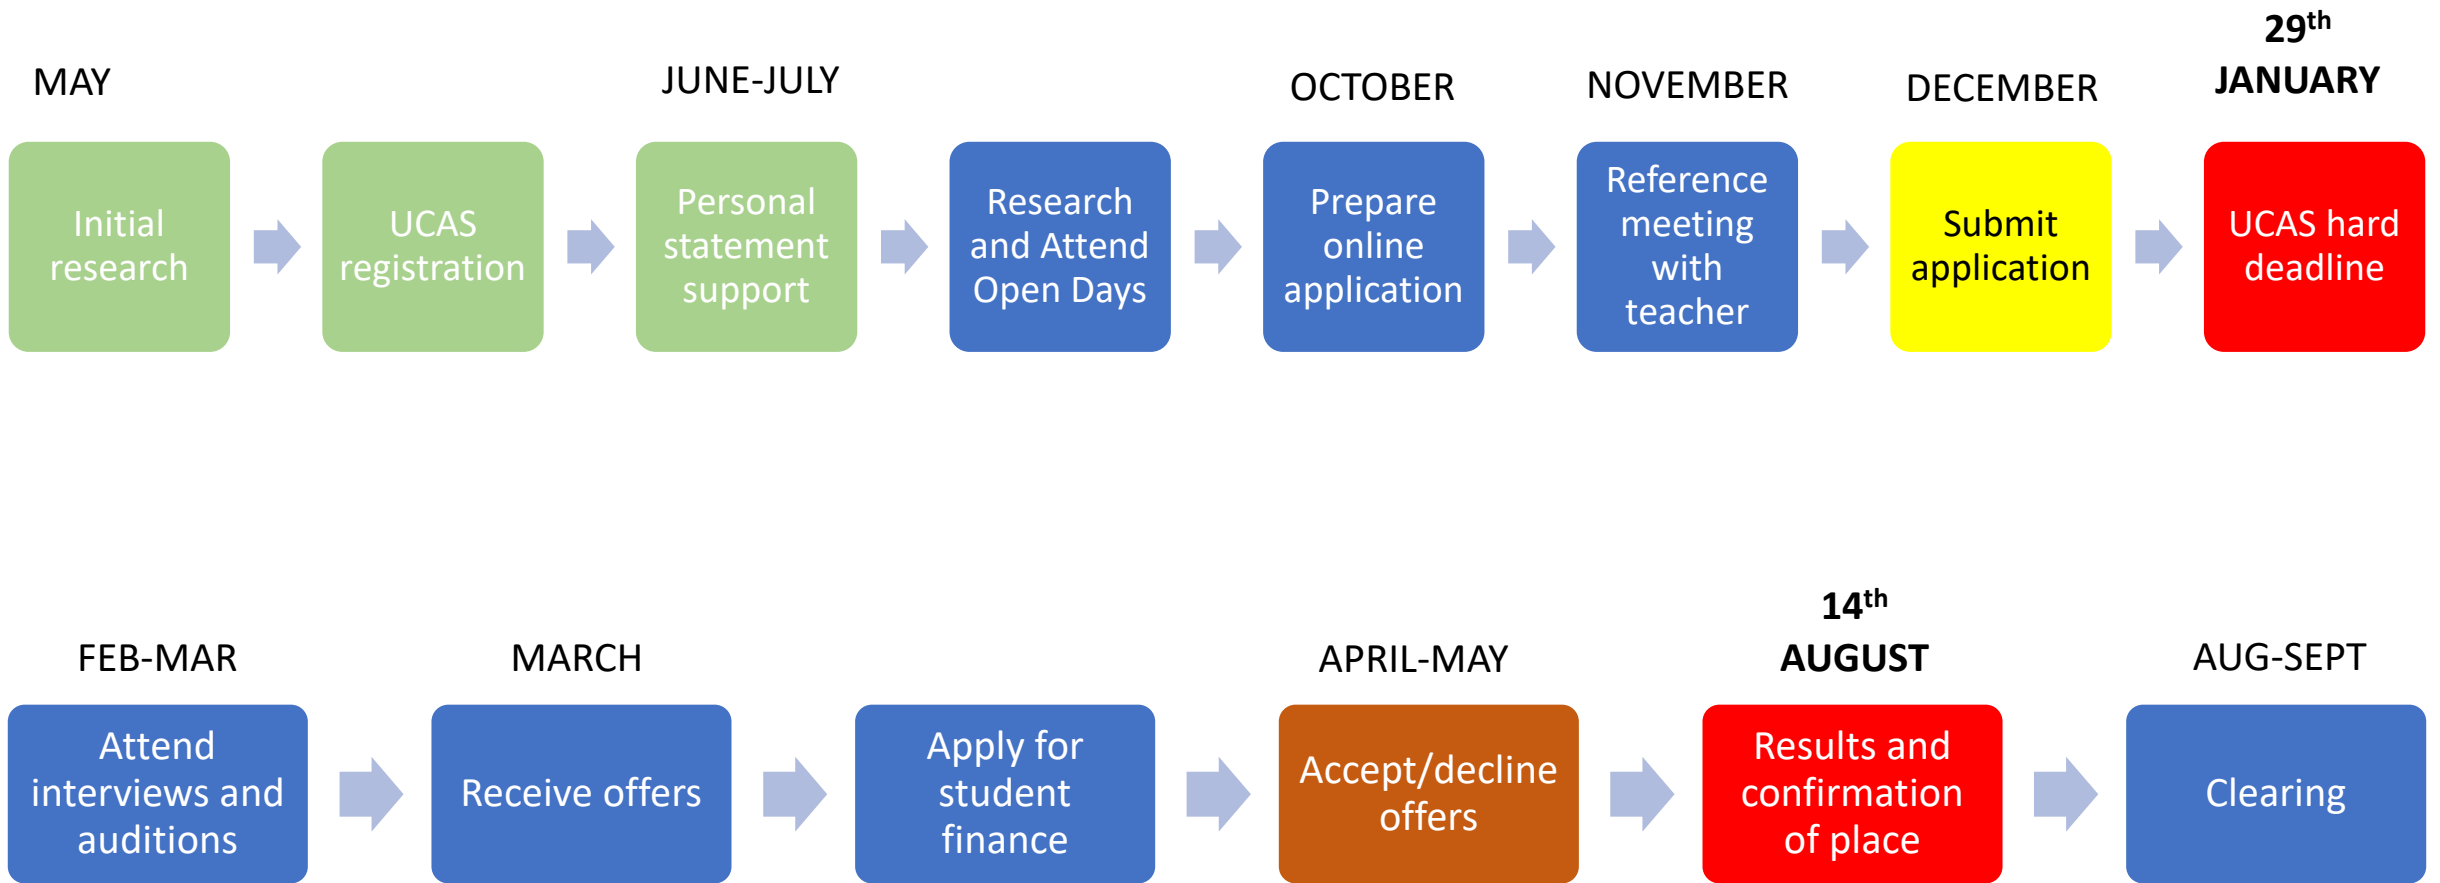 MAY
Initial
research
UCAS
registration
JUNE-JULY
Personal
statement
support
Research
and Attend
Open Days
OCTOBER
Prepare
online
application
NOVEMBER
Reference
meeting
with
teacher
DECEMBER
Submit
application
29th
JANUARY
UCAS hard
deadline
FEB-MAR
Attend
interviews and
auditions
MARCH
Receive offers
Apply for
student
finance
APRIL-MAY
Accept/decline
offers
14th
AUGUST
Results and
confirmation
of place
AUG-SEPT
Clearing